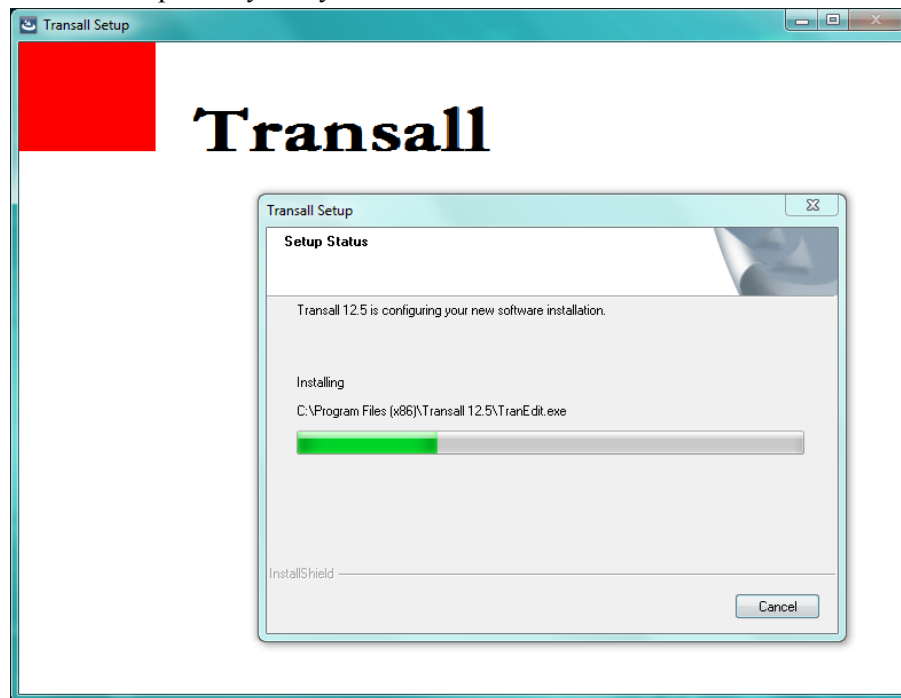 Transall Setup
Transall
Transall Setup
Setup Status
Transall 12.5 is configuring your new software installation.
Installing
C:\Program Files (x86)\Transall 12.5\TranEdit.exe
InstallShield
Cancel